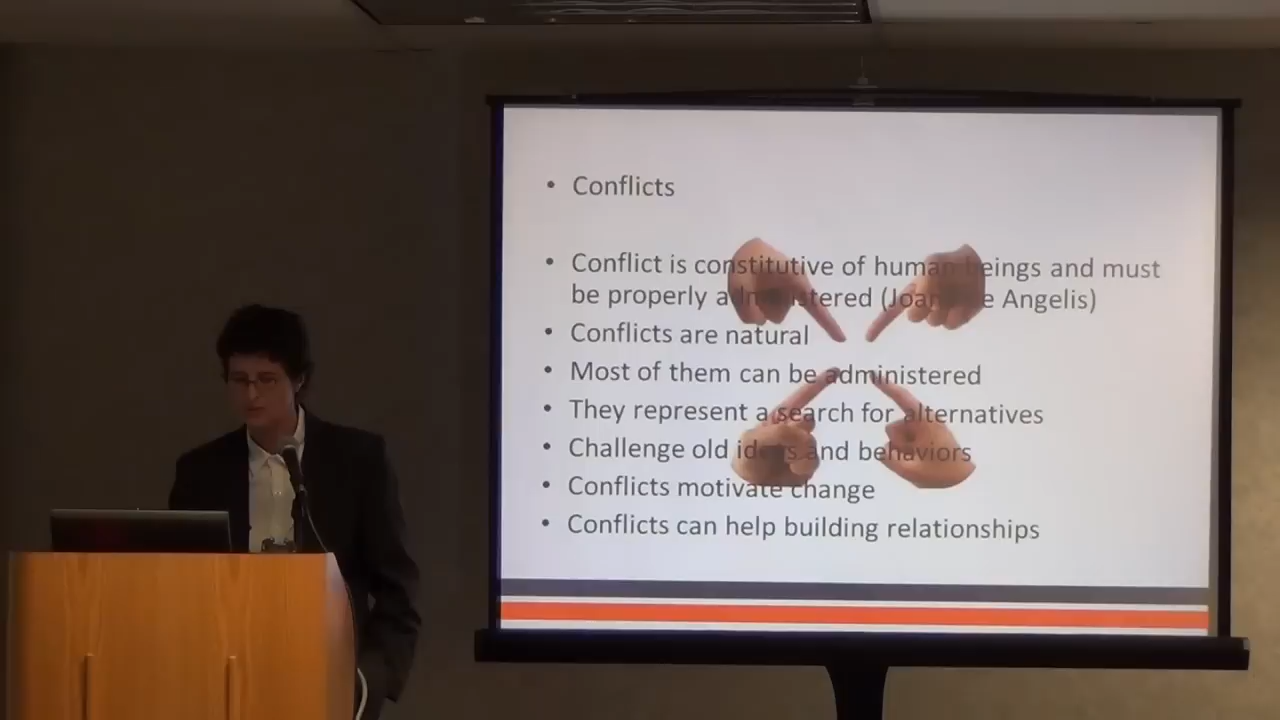 • Conflicts
• Conflict is constitutive of human beings and must
be properly administered (Joan de Angelis)
• Conflicts are natural
• Most of them can be administered
• They represent a search for alternatives
• Challenge old ideas and behaviors
• Conflicts motivate change
• Conflicts can help building relationships